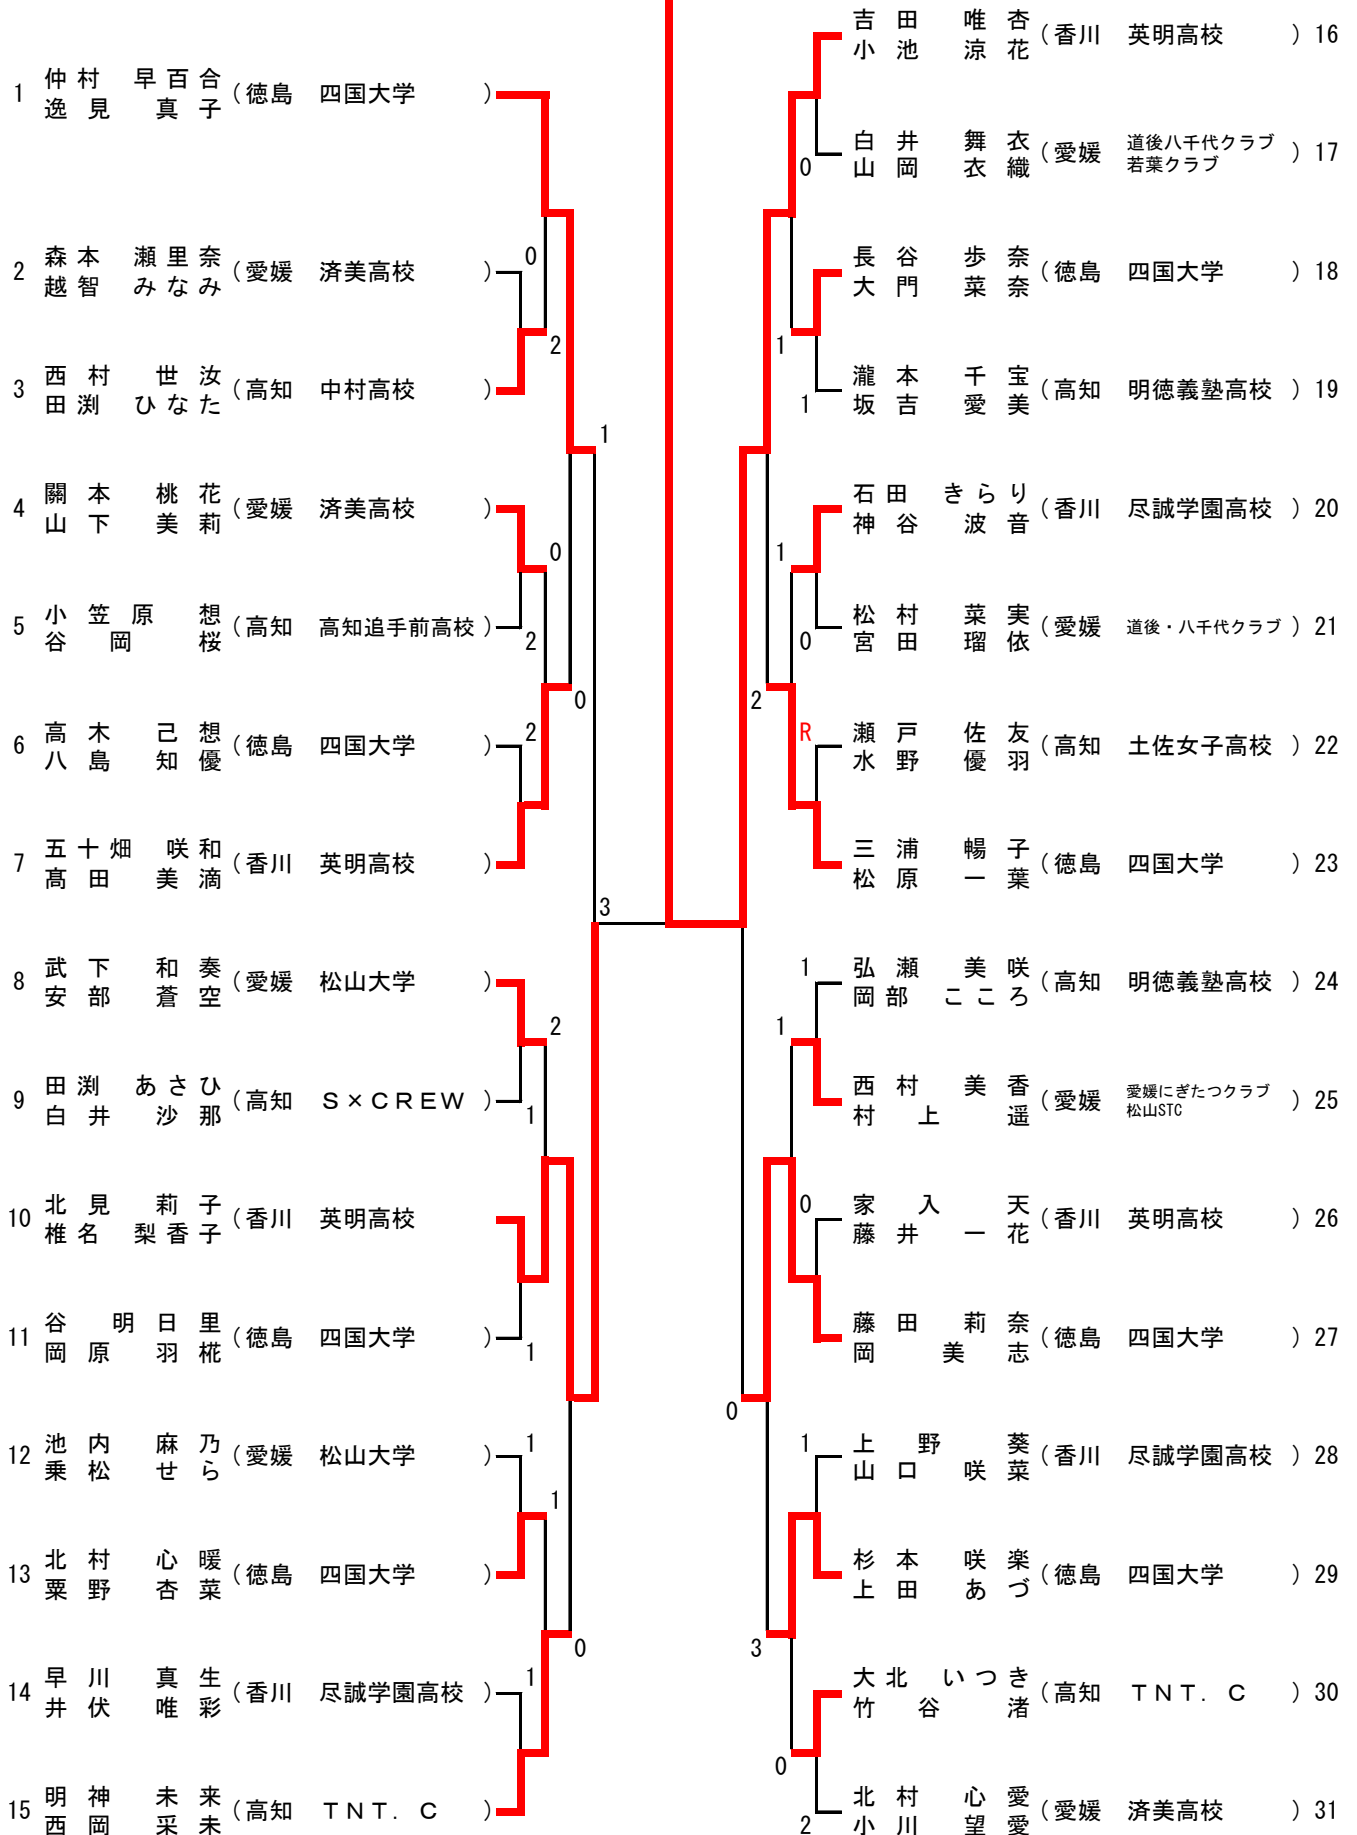 1 仲村 早百合 (徳島 四国大学 )
逸見 真子
0
2 森本 瀬里奈 (愛媛 済美高校 )
越智 みなみ
2
3 西村 世汝 (高知 中村高校 )
田渕 ひなた
1
4 關本 桃花 (愛媛 済美高校 )
山下 美莉
0
5 小笠原 想 (高知 高知追手前高校 )
谷岡 桜
2
0
6 高木 己想 (徳島 四国大学 )
八島 知優
2
7 五十畑 咲和 (香川 英明高校 )
髙田 美滴
3
8 武下 和奏 (愛媛 松山大学 )
安部 蒼空
2
9 田渕 あさひ (高知 S×CREW )
白井 沙那
1
10 北見 莉子 (香川 英明高校
椎名 梨香子
11 谷 明日里 (徳島 四国大学 )
岡原 羽椛
1
12 池内 麻乃 (愛媛 松山大学 )
乗松 せら
1
1
13 北村 心暖 (徳島 四国大学 )
粟野 杏菜
0
14 早川 真生 (香川 尽誠学園高校 )
井伏 唯彩
1
15 明神 未来 (高知 TNT. C )
西岡 采未
吉田 唯杏 (香川 英明高校 ) 16
小池 涼花
白井 舞衣 (愛媛 道後八千代クラブ ) 17
山岡 衣織 若葉クラブ
0
長谷 歩奈 (徳島 四国大学 ) 18
大門 菜奈
1
瀧本 千宝 (高知 明徳義塾高校 ) 19
坂吉 愛美
1
石田 きらり (香川 尽誠学園高校 ) 20
神谷 波音
1
松村 菜実 (愛媛 道後・八千代クラブ ) 21
宮田 瑠依
0
2
瀬戸 佐友 (高知 土佐女子高校 ) 22
水野 優羽
R
三浦 暢子 (徳島 四国大学 ) 23
松原 一葉
弘瀬 美咲 (高知 明徳義塾高校 ) 24
岡部 こころ
1
1
西村 美香 (愛媛 愛媛にぎたつクラブ ) 25
村上 遥 松山STC
家入 天 (香川 英明高校 ) 26
藤井 一花
0
藤田 莉奈 (徳島 四国大学 ) 27
岡 美志
0
上野 葵 (香川 尽誠学園高校 ) 28
山口 咲菜
1
杉本 咲楽 (徳島 四国大学 ) 29
上田 あづ
3
大北 いつき (高知 TNT. C ) 30
竹谷 渚
0
北村 心愛 (愛媛 済美高校 ) 31
小川 望愛
2